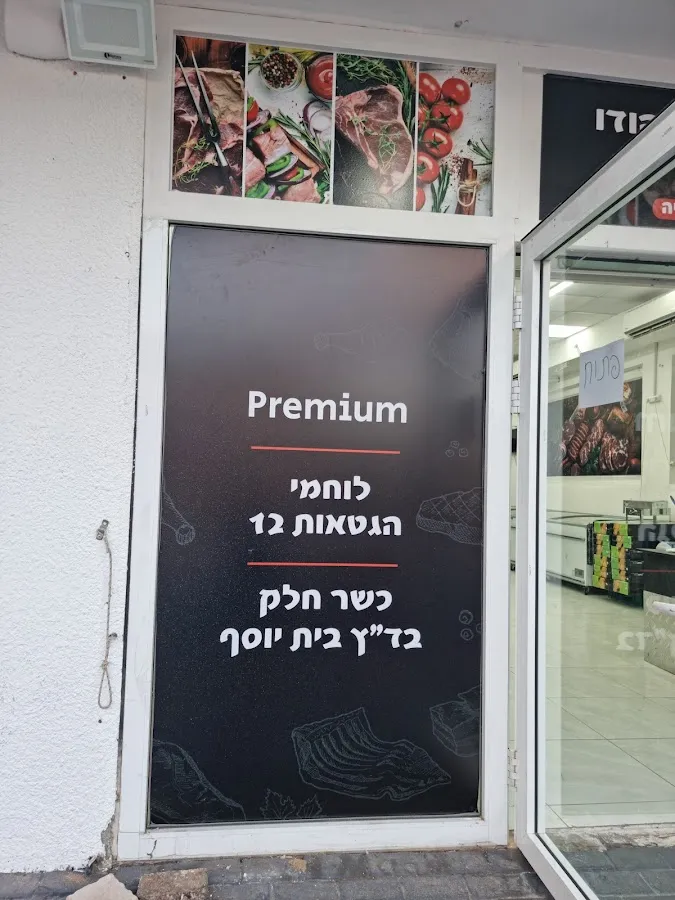 Premium
לוחמי
הגטאות 12
כשר חלק
בד"ץ בית יוסף
פתוח